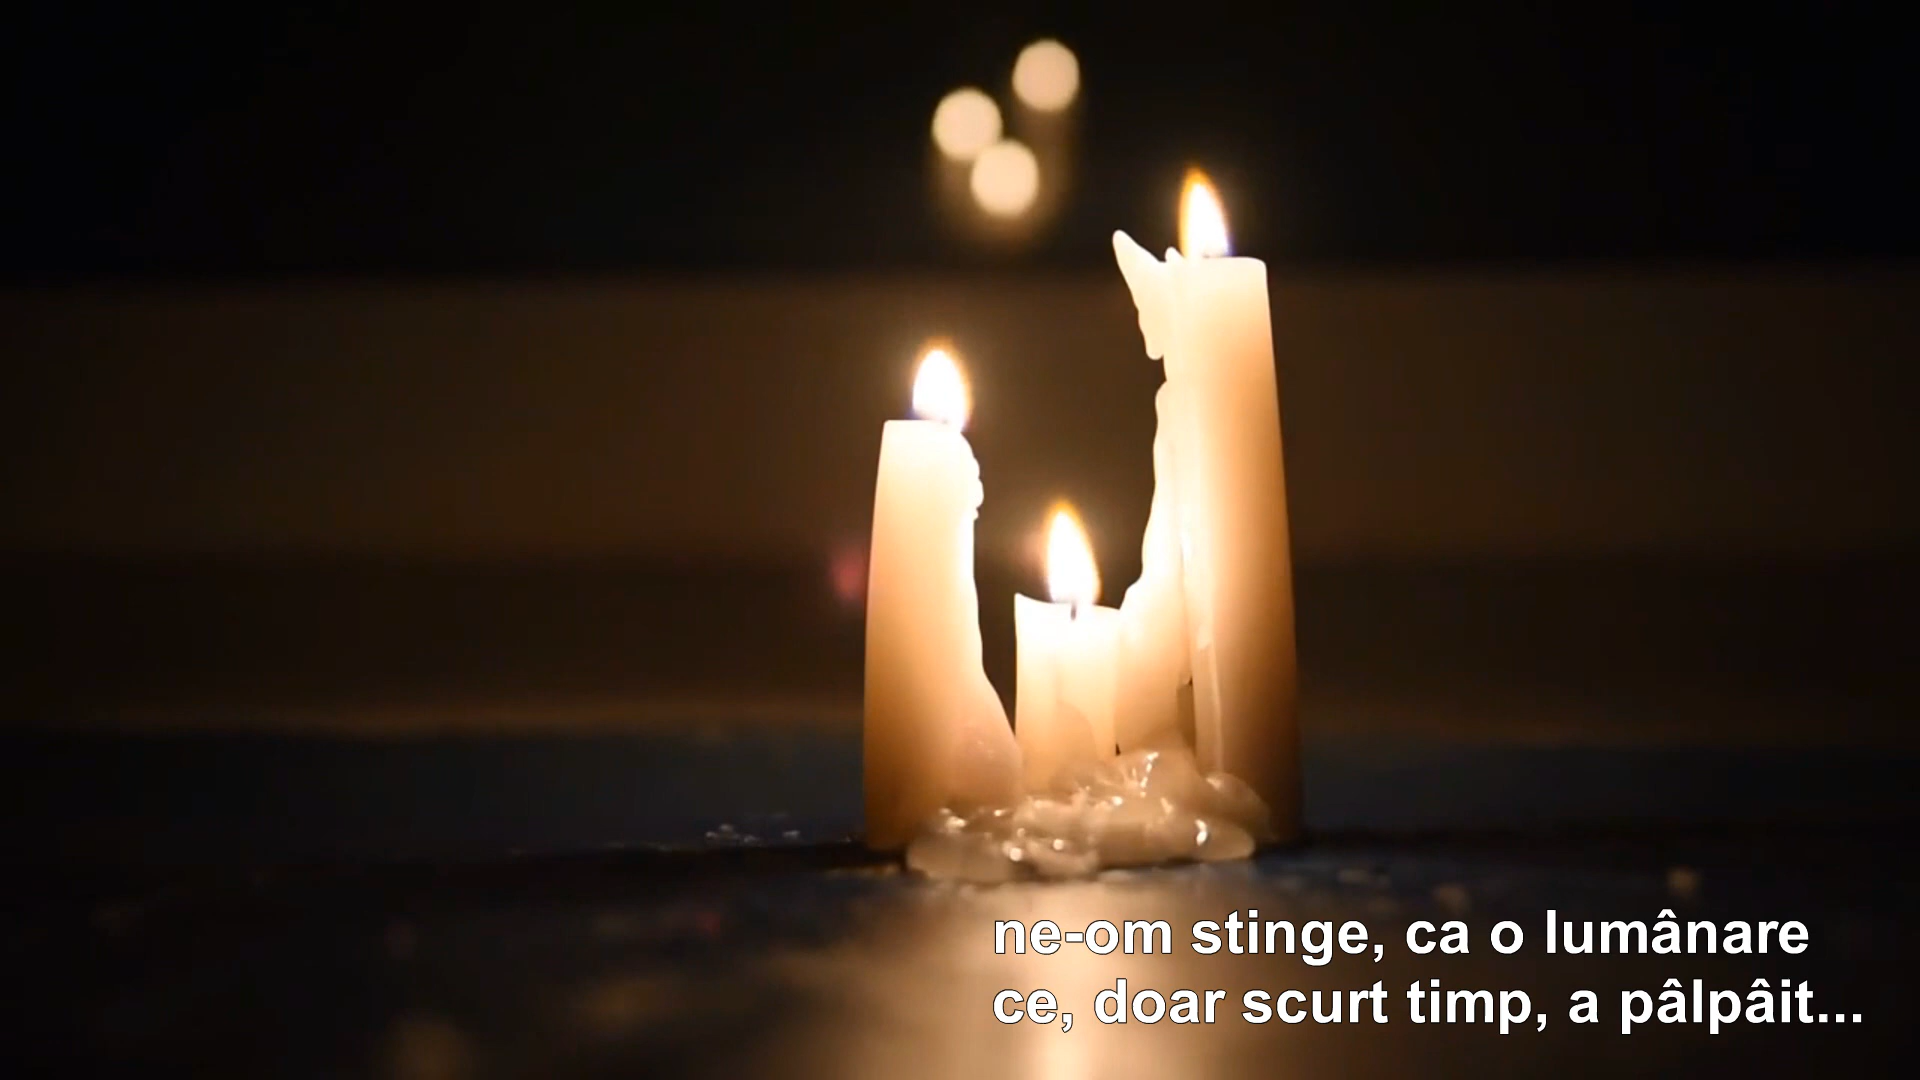 ne-om stinge, ca o lumânare
ce, doar scurt timp, a pâlpâit...